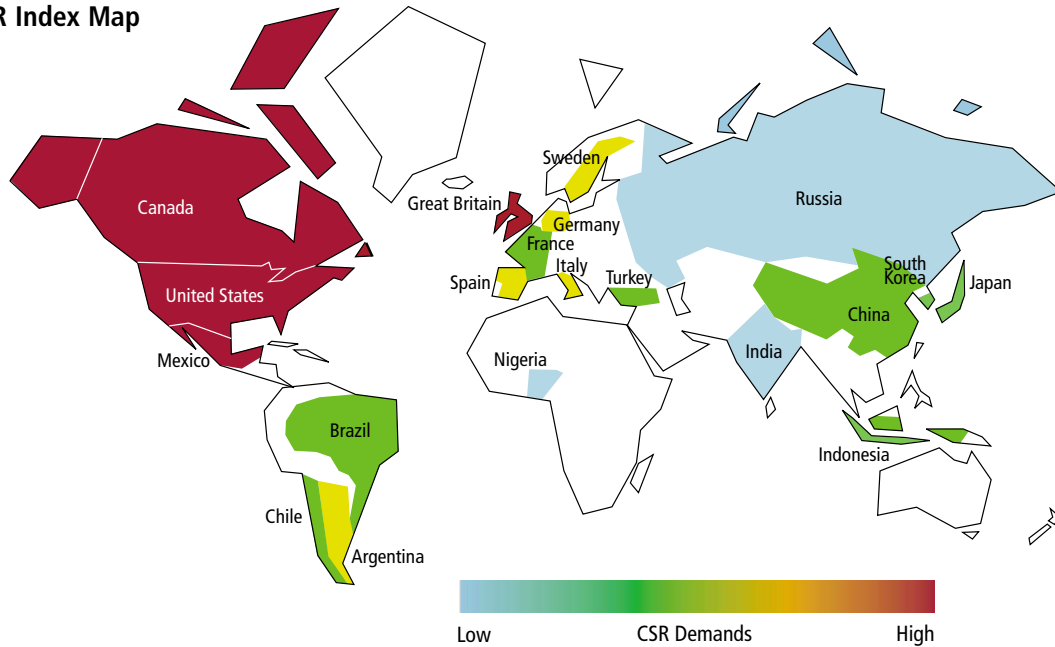 R Index Map
Sweden
Great Britain
Russia
Canada
Germany
France
Italy
South
Korea
Spain
Turkey
Japan
United States
China
India
Mexico
Nigeria
Brazil
Indonesia
Chile
Argentina
Low
CSR Demands
High